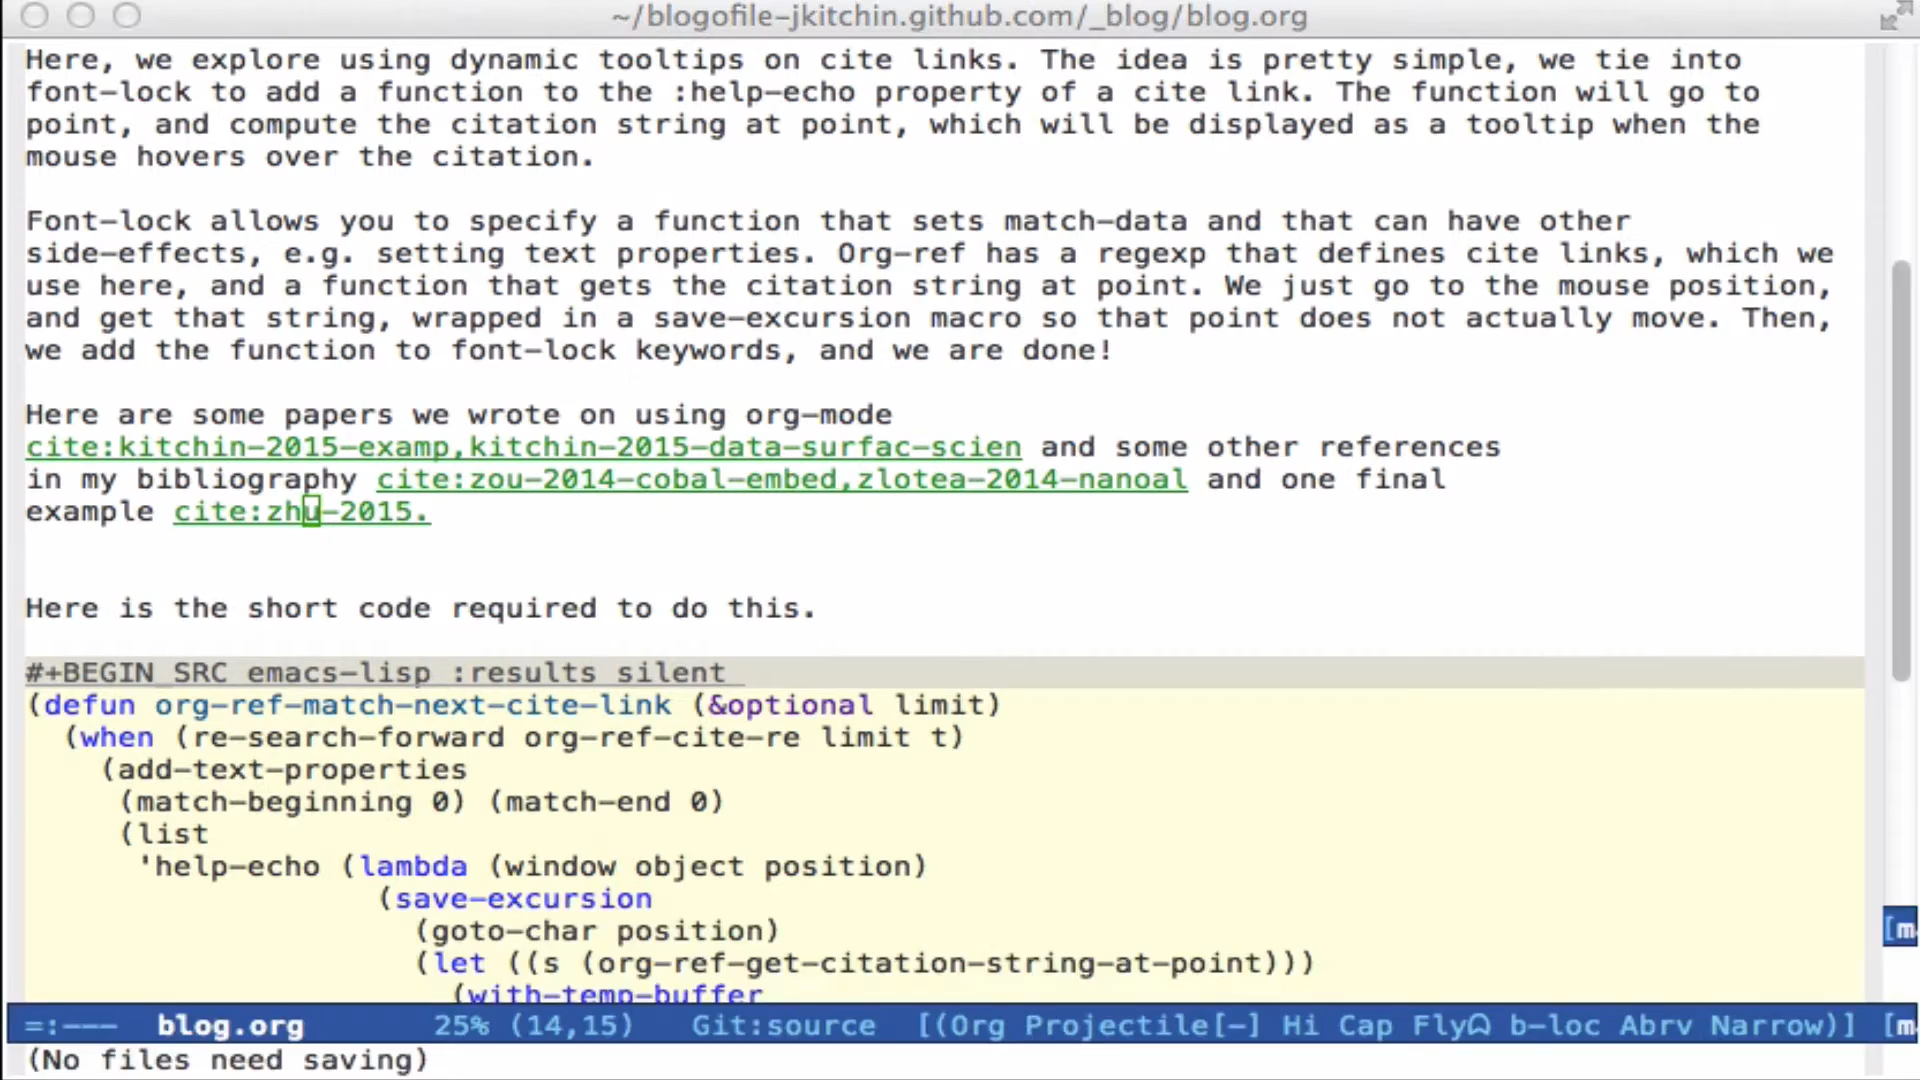 ~/blogofile-jkitchin.github.com/_blog/blog.org
Here, we explore using dynamic tooltips on cite links. The idea is pretty simple, we tie into
font-lock to add a function to the :help-echo property of a cite link. The function will go to
point, and compute the citation string at point, which will be displayed as a tooltip when the
mouse hovers over the citation.
Font-lock allows you to specify a function that sets match-data and that can have other
side-effects, e.g. setting text properties. Org-ref has a regexp that defines cite links, which we
use here, and a function that gets the citation string at point. We just go to the mouse position,
and get that string, wrapped in a save-excursion macro so that point does not actually move. Then,
we add the function to font-lock keywords, and we are done!
Here are some papers we wrote on using org-mode
cite:kitchin-2015-examp,kitchin-2015-data-surfac-scien and some other references
in my bibliography cite:zou-2014-cobal-embed,zlotea-2014-nanoal and one final
example cite:zhu-2015.
Here is the short code required to do this.
#+BEGIN_SRC emacs-lisp :results silent
(defun org-ref-match-next-cite-link (&optional limit)
(when (re-search-forward org-ref-cite-re limit t)
(add-text-properties
(match-beginning 0) (match-end 0)
(list
'help-echo (lambda (window object position)
(save-excursion
(goto-char position)
(let ((s (org-ref-get-citation-string-at-point)))
(with-temp-buffer
[m
=:--- blog.org 25% (14,15) Git:source [(Org Projectile[-] Hi Cap Fly b-loc Abrv Narrow)] [m
(No files need saving)